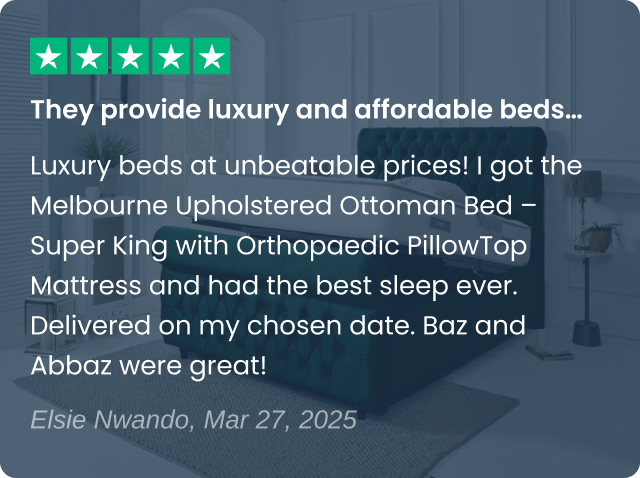 They provide luxury and affordable beds...
Luxury beds at unbeatable prices! I got the
Melbourne Upholstered Ottoman Bed –
Super King with Orthopaedic PillowTop
Mattress and had the best sleep ever.
Delivered on my chosen date. Baz and
Abbaz were great!
Elsie Nwando, Mar 27, 2025